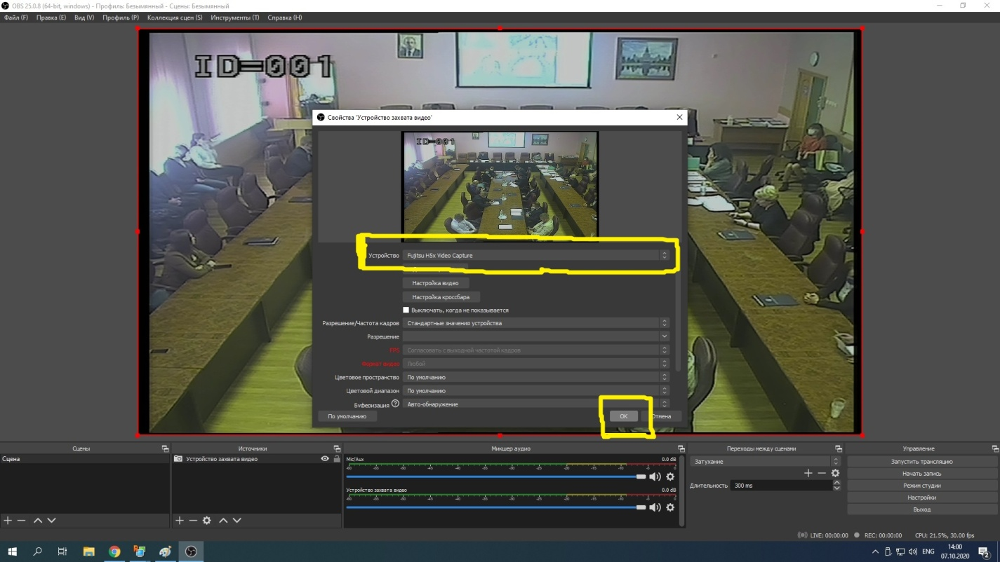 OBS 25.0.8 (64-bit, windows) - Профиль: Безымянный - Сцены: Безымянный
Файл (F) Правка (E) Вид (V) Профиль (P) Коллекция сцен (S) Инструменты (T) Справка (H)
ID=001
Свойства 'Устройство захвата видео'
ID=001
Устройство Fujitsu H5x Video Capture
Настройка видео
Настройка кроссбара
Выключать, когда не показывается
Разрешение/Частота кадров Стандартные значения устройства
Разрешение
FPS Согласовать с выходной частотой кадров
Формат видео Любой
Цветовое пространство По умолчанию
Цветовой диапазон По умолчанию
Буферизация ? Авто-обнаружение
По умолчанию OK Отмена
Сцены
Сцена
Источники
Устройство захвата видео
Микшер аудио
Mic/Aux 0.0 dB
-60 -55 -50 -45 -40 -35 -30 -25 -20 -15 -10 -5 0
Устройство захвата видео 0.0 dB
-60 -55 -50 -45 -40 -35 -30 -25 -20 -15 -10 -5 0
Переходы между сценами
Затухание
Длительность 300 ms
Управление
Запустить трансляцию
Начать запись
Режим студии
Настройки
Выход
LIVE: 00:00:00 REC: 00:00:00 CPU: 21.5%, 30.00 fps
ENG 14:00
07.10.2020
2